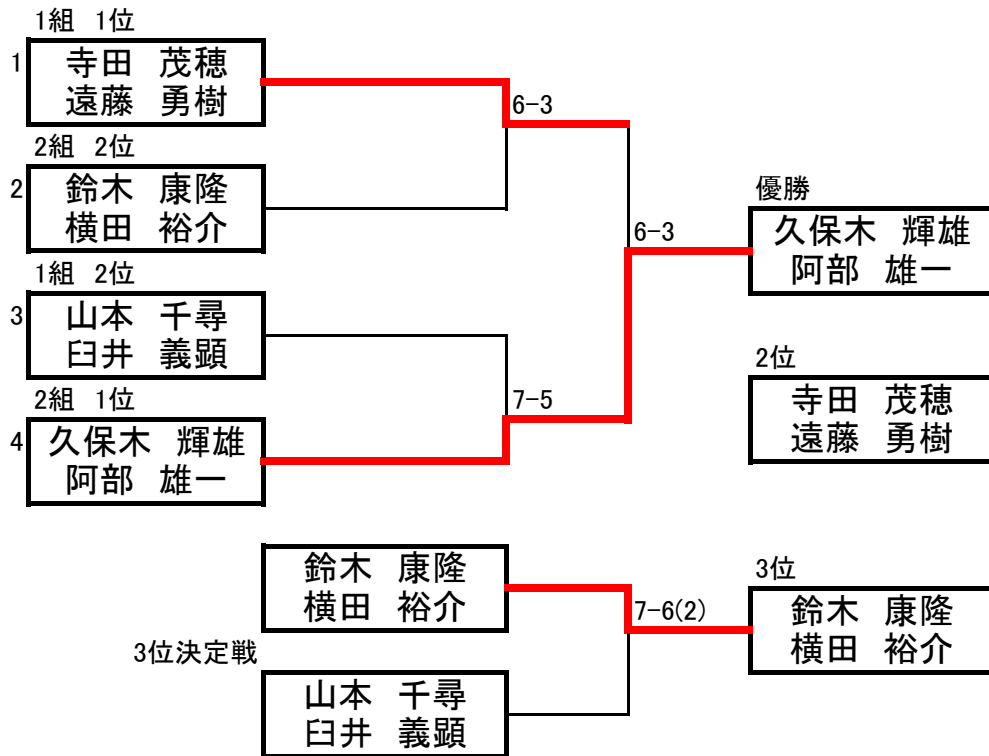 1組 1位
1
寺田 茂穂
遠藤 勇樹
6-3
2組 2位
2
鈴木 康隆
横田 裕介
優勝
久保木 輝雄
阿部 雄一
6-3
1組 2位
3
山本 千尋
臼井 義顕
2位
寺田 茂穂
遠藤 勇樹
7-5
2組 1位
4
久保木 輝雄
阿部 雄一
鈴木 康隆
横田 裕介
7-6(2)
3位
鈴木 康隆
横田 裕介
3位決定戦
山本 千尋
臼井 義顕